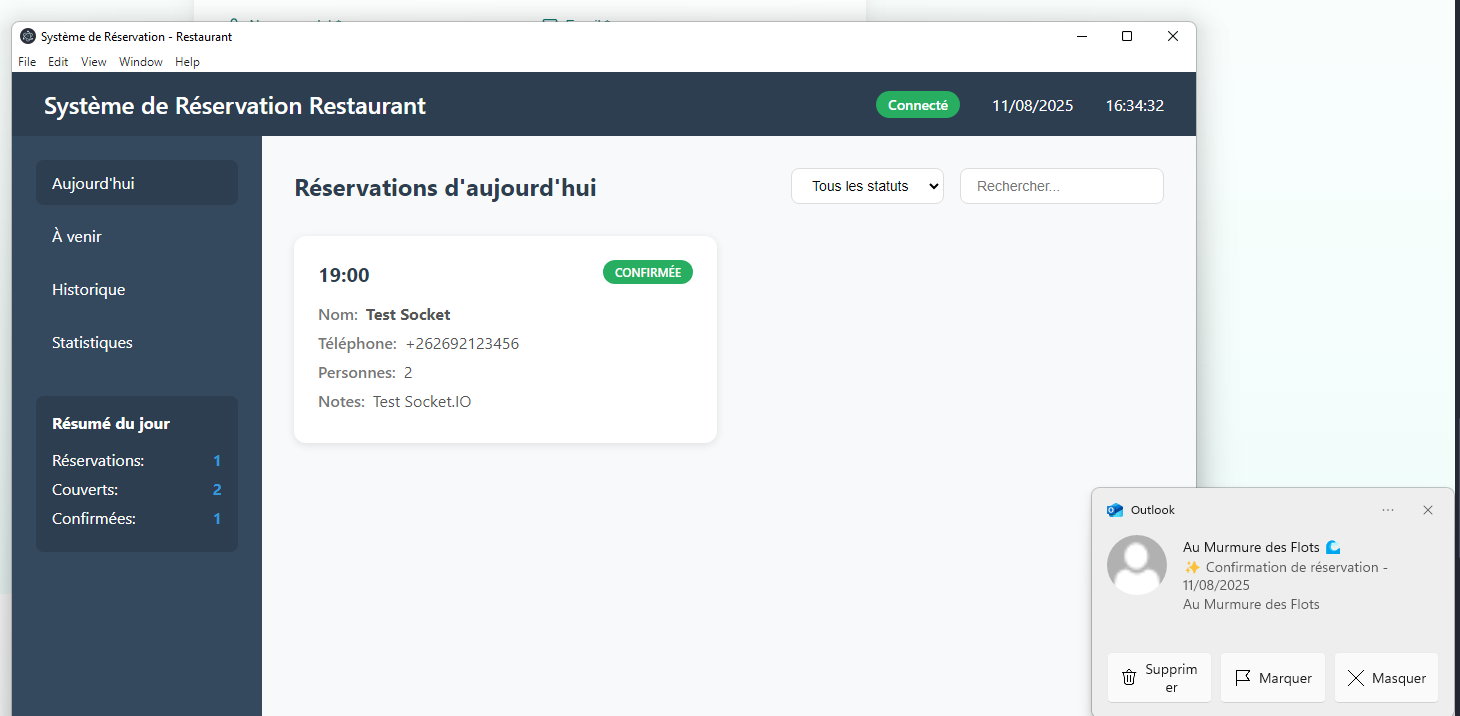 Système de Réservation - Restaurant
File Edit View Window Help
Système de Réservation Restaurant
Connecté 11/08/2025 16:34:32
Aujourd'hui
À venir
Historique
Statistiques
Résumé du jour
Réservations: 1
Couverts: 2
Confirmées: 1
Réservations d'aujourd'hui
Tous les statuts
Rechercher...
19:00
CONFIRMÉE
Nom: Test Socket
Téléphone: +262692123456
Personnes: 2
Notes: Test Socket.IO
Outlook
Au Murmure des Flots 🌊
✨ Confirmation de réservation -
11/08/2025
Au Murmure des Flots
Supprim
er
Marquer
Masquer